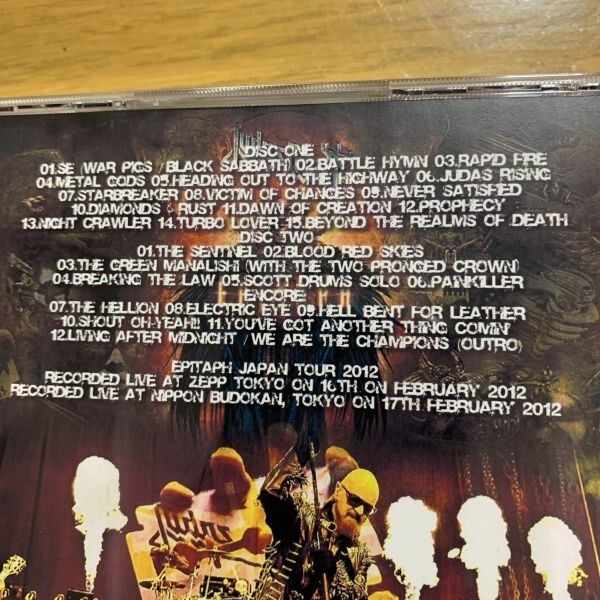 DISC ONE
01.SE (WAR PIGS / BLACK SABBATH) 02.BATTLE HYMN 03.RAPID FIRE
04.METAL GODS 05.HEADING OUT TO THE HIGHWAY 06.JUDAS RISING
07.STARBREAKER 08.VICTIM OF CHANGES 09.NEVER SATISFIED
10.DIAMONDS & RUST 11.DAWN OF CREATION 12.PROPHECY
13.NIGHT CRAWLER 14.TURBO LOVER 15.BEYOND THE REALMS OF DEATH
DISC TWO
01.THE SENTINEL 02.BLOOD RED SKIES
03.THE GREEN MANALISHI (WITH THE TWO PRONGED CROWN)
04.BREAKING THE LAW 05.SCOTT DRUMS SOLO 06.PAINKILLER
ENCORE:
07.THE HELLION 08.ELECTRIC EYE 09.HELL BENT FOR LEATHER
10.SHOUT OH-YEAH!! 11.YOU'VE GOT ANOTHER THING COMIN'
12.LIVING AFTER MIDNIGHT / WE ARE THE CHAMPIONS (OUTRO)
EPITAPH JAPAN TOUR 2012
RECORDED LIVE AT ZEPP TOKYO ON 16TH ON FEBRUARY 2012
RECORDED LIVE AT NIPPON BUDOKAN, TOKYO ON 17TH FEBRUARY 2012
Judas